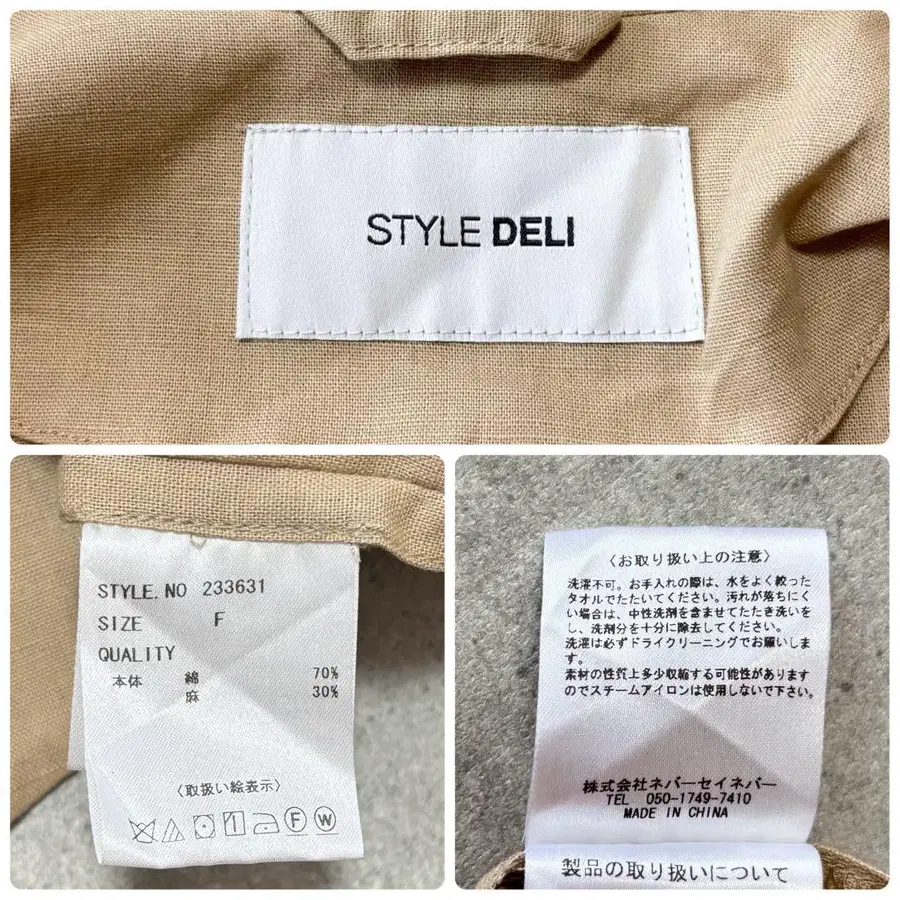 STYLE DELI
STYLE.NO 233631
SIZE F
QUALITY
本体 綿 70%
麻 30%
〈取扱い絵表示〉
F W
〈お取り扱い上の注意〉
洗濯不可。お手入れの際は、水をよく絞った
タオルでたたいてください。汚れが落ちにく
い場合は、中性洗剤を含ませてたたき洗いを
し、洗剤分を十分に除去してください。
洗濯は必ずドライクリーニングでお願いしま
す。
素材の性質上多少収縮する可能性があります
のでスチームアイロンは使用しないで下さい。
株式会社ネバーセイネバー
TEL 050-1749-7410
MADE IN CHINA
製品の取り扱いについて